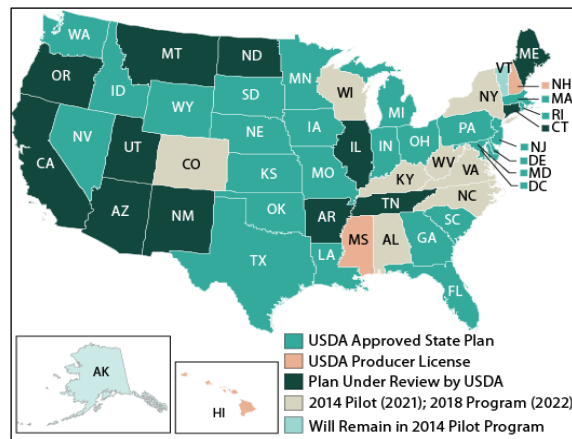 WA
MT
ND
ME
OR
MN
VT
NH
ID
SD
WI
NY
MA
WY
MI
RI
CT
NV
NE
IA
PA
NJ
UT
IL
IN
OH
DE
CA
CO
WV
MD
KS
MO
VA
DC
KY
AZ
NM
OK
AR
TN
NC
SC
MS
AL
GA
TX
LA
FL
AK
HI
USDA Approved State Plan
USDA Producer License
Plan Under Review by USDA
2014 Pilot (2021); 2018 Program (2022)
Will Remain in 2014 Pilot Program